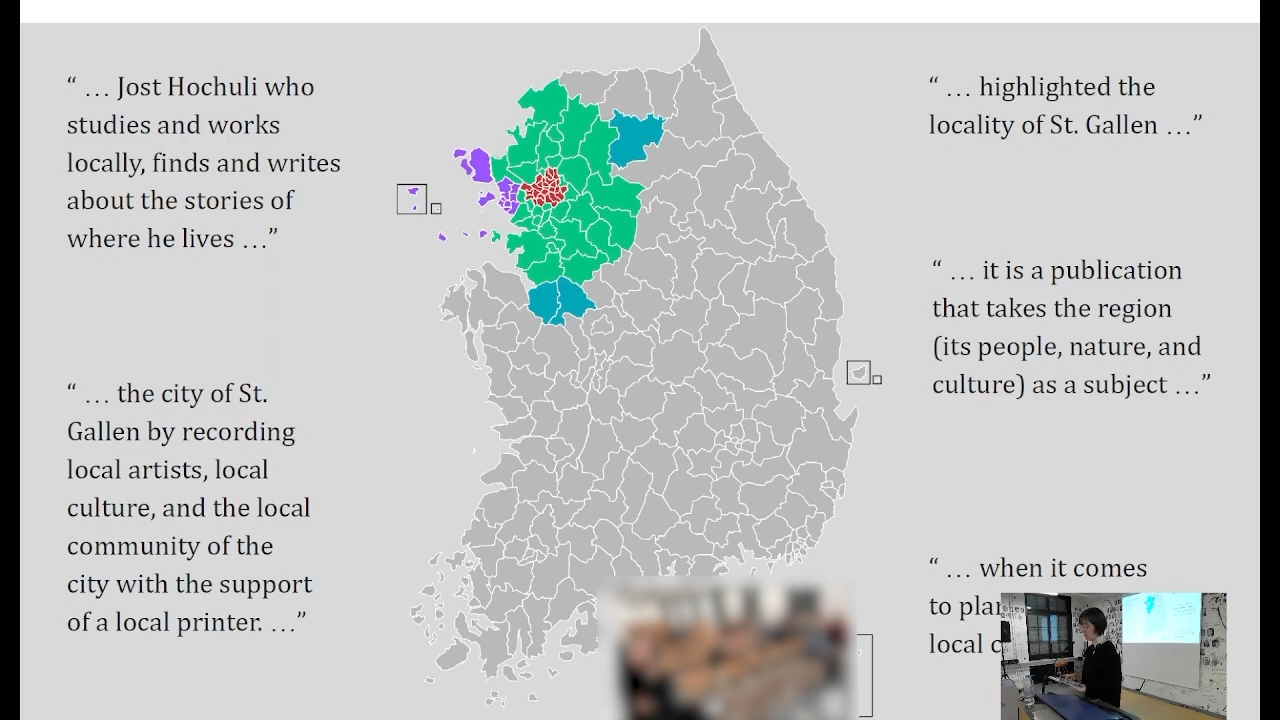 “ … Jost Hochuli who
studies and works
locally, finds and writes
about the stories of
where he lives …”
“ … the city of St.
Gallen by recording
local artists, local
culture, and the local
community of the
city with the support
of a local printer. …”
“ … highlighted the
locality of St. Gallen …”
“ … it is a publication
that takes the region
(its people, nature, and
culture) as a subject …”
“ … when it comes
to
local